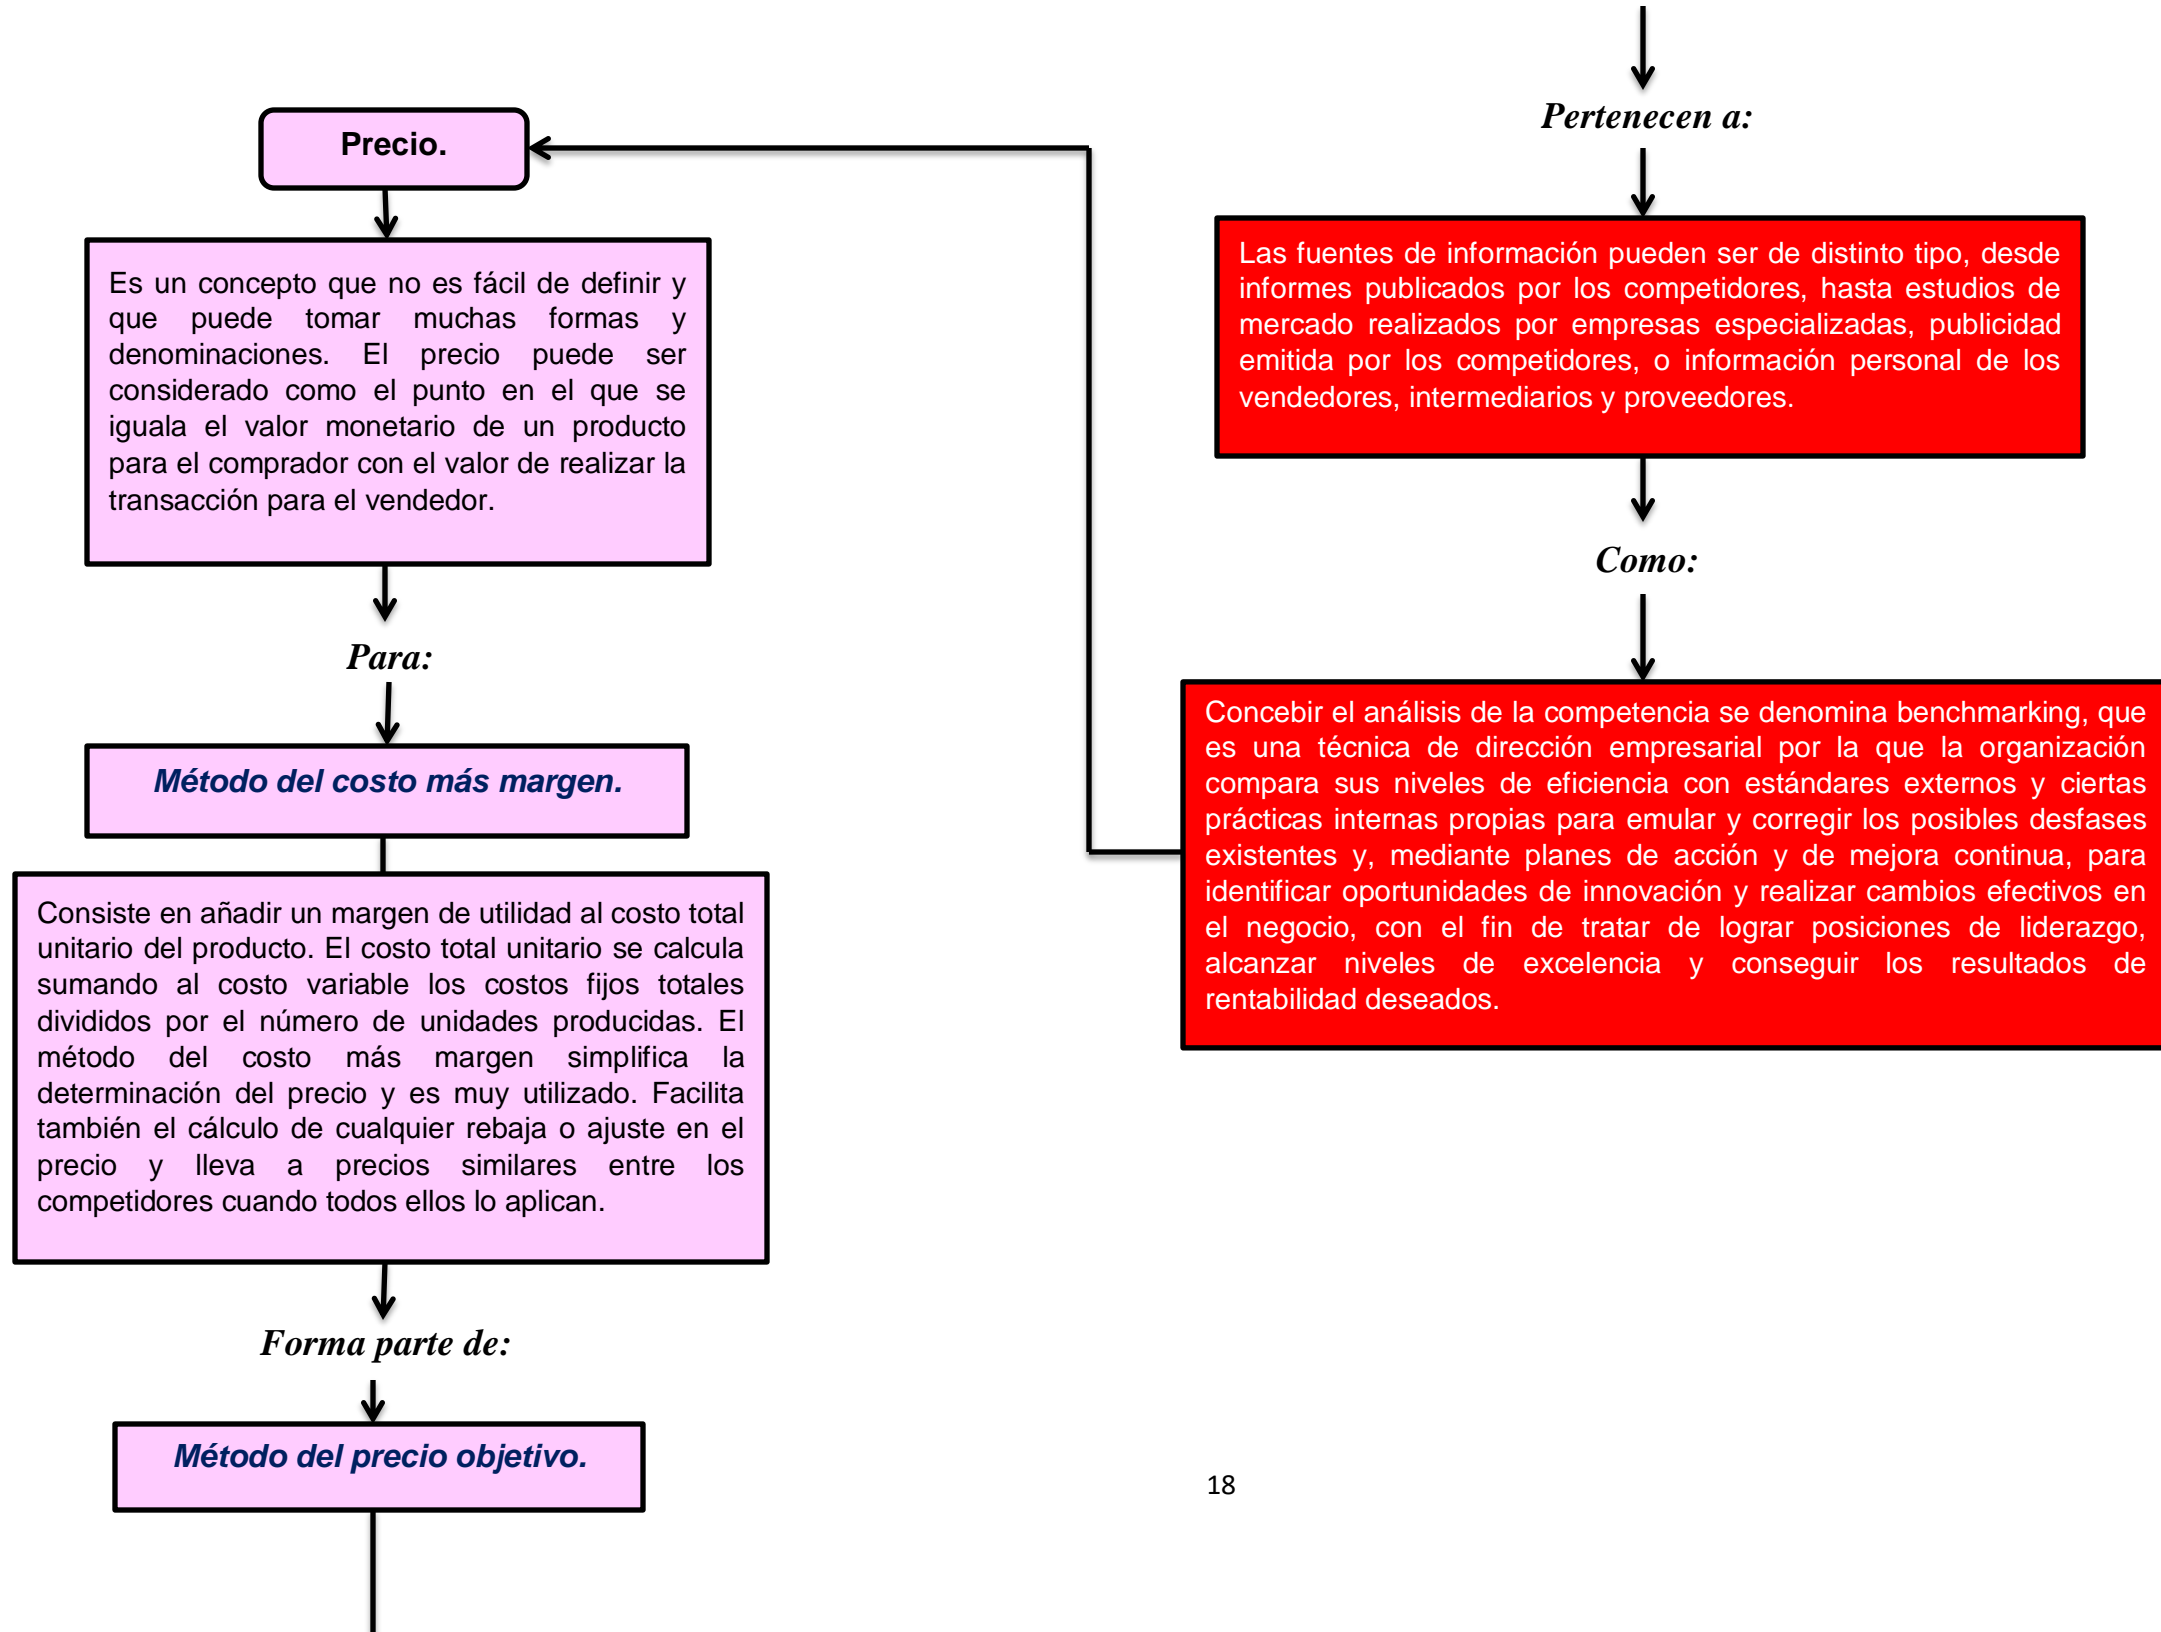 Precio.
Es un concepto que no es fácil de definir y
que puede tomar muchas formas y
denominaciones. El precio puede ser
considerado como el punto en el que se
iguala el valor monetario de un producto
para el comprador con el valor de realizar la
transacción para el vendedor.
Para:
Método del costo más margen.
Consiste en añadir un margen de utilidad al costo total
unitario del producto. El costo total unitario se calcula
sumando al costo variable los costos fijos totales
divididos por el número de unidades producidas. El
método del costo más margen simplifica la
determinación del precio y es muy utilizado. Facilita
también el cálculo de cualquier rebaja o ajuste en el
precio y lleva a precios similares entre los
competidores cuando todos ellos lo aplican.
Forma parte de:
Método del precio objetivo.
Pertenecen a:
Las fuentes de información pueden ser de distinto tipo, desde
informes publicados por los competidores, hasta estudios de
mercado realizados por empresas especializadas, publicidad
emitida por los competidores, o información personal de los
vendedores, intermediarios y proveedores.
Como:
Concebir el análisis de la competencia se denomina benchmarking, que
es una técnica de dirección empresarial por la que la organización
compara sus niveles de eficiencia con estándares externos y ciertas
prácticas internas propias para emular y corregir los posibles desfases
existentes y, mediante planes de acción y de mejora continua, para
identificar oportunidades de innovación y realizar cambios efectivos en
el negocio, con el fin de tratar de lograr posiciones de liderazgo,
alcanzar niveles de excelencia y conseguir los resultados de
rentabilidad deseados.
18